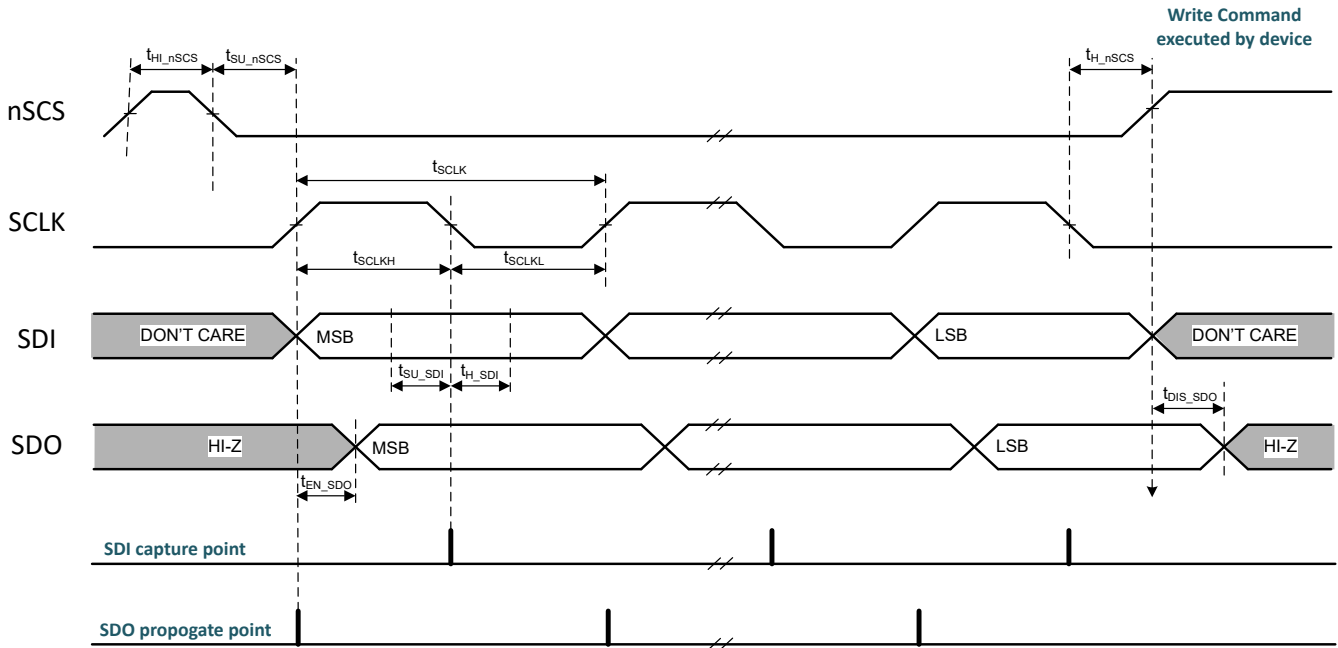 Write Command
executed by device
tHI_nSCS
tSU_nSCS
tH_nSCS
nSCS
tSCLK
SCLK
tSCLKH
tSCLKL
SDI
DON'T CARE
MSB
LSB
DON'T CARE
tSU_SDI
tH_SDI
tDIS_SDO
SDO
HI-Z
MSB
LSB
HI-Z
tEN_SDO
SDI capture point
SDO propogate point